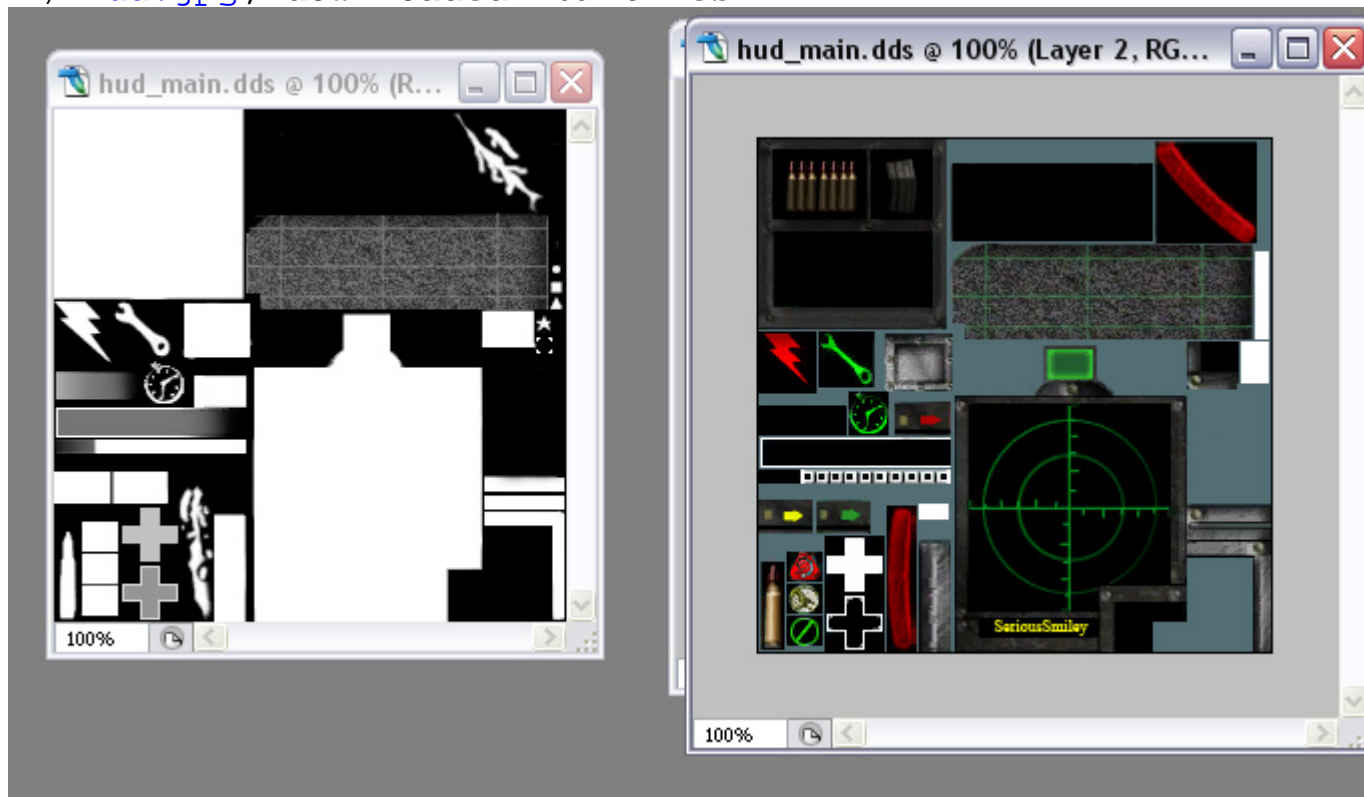 hud_main.dds @ 100% (R...
hud_main.dds @ 100% (Layer 2, RG...
SeriousSmiley
100%
100%